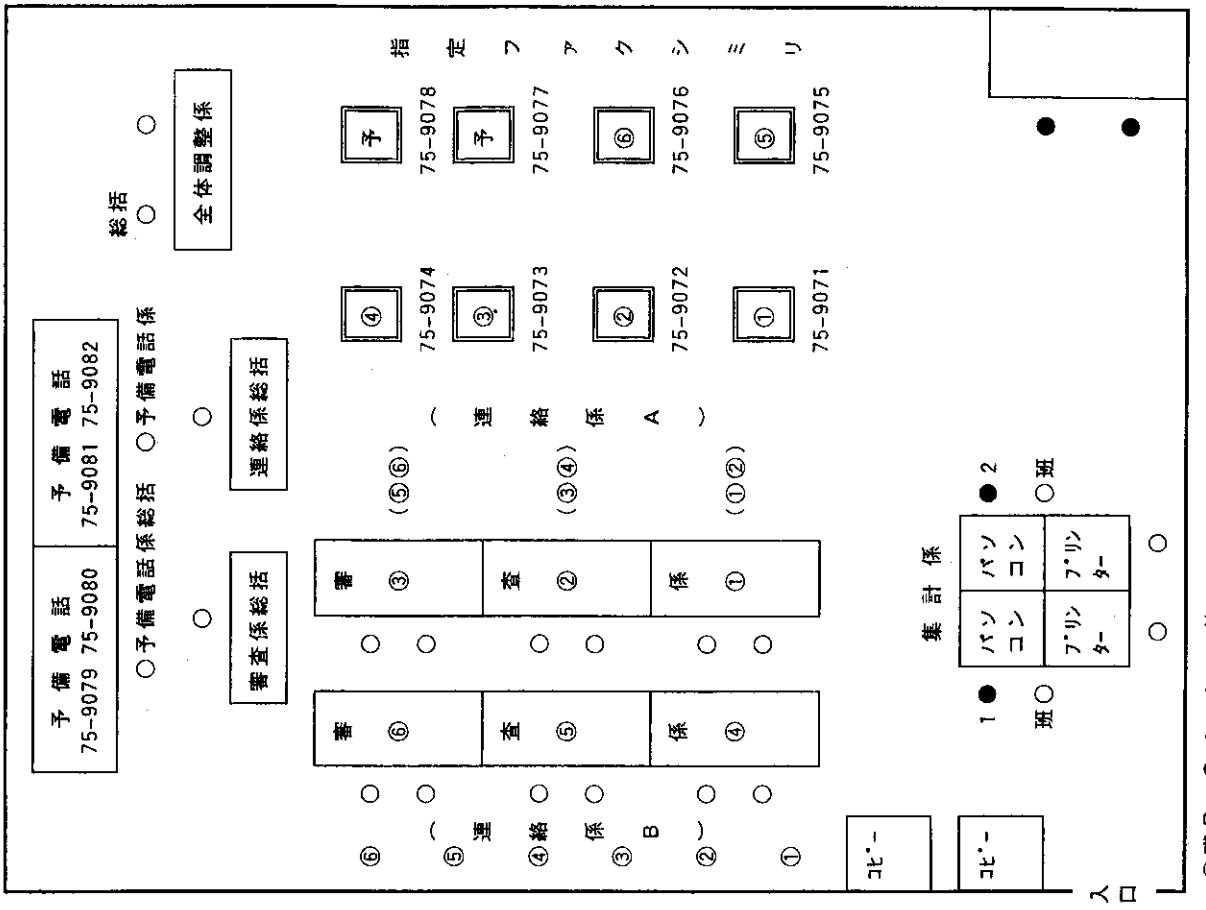 予備電話
75-9079 75-9080
予備電話
75-9081 75-9082
○予備電話係総括
○予備電話係
総括
○ ○
全体調整係
○
審査係総括
○
連絡係総括
指定ファクシミリ
④
75-9074
予
75-9078
③
75-9073
予
75-9077
②
75-9072
⑥
75-9076
①
75-9071
⑤
75-9075
(連絡係A)
(⑤⑥)
(③④)
(①②)
審 ③
査 ②
係 ①
審 ⑥
査 ⑤
係 ④
(連絡係B)
⑥
⑤
④
③
②
①
集計係
1●
班○
パソコン
パソコン
プリンター
プリンター
●2
○班
○ ○
コピー
コピー
入口